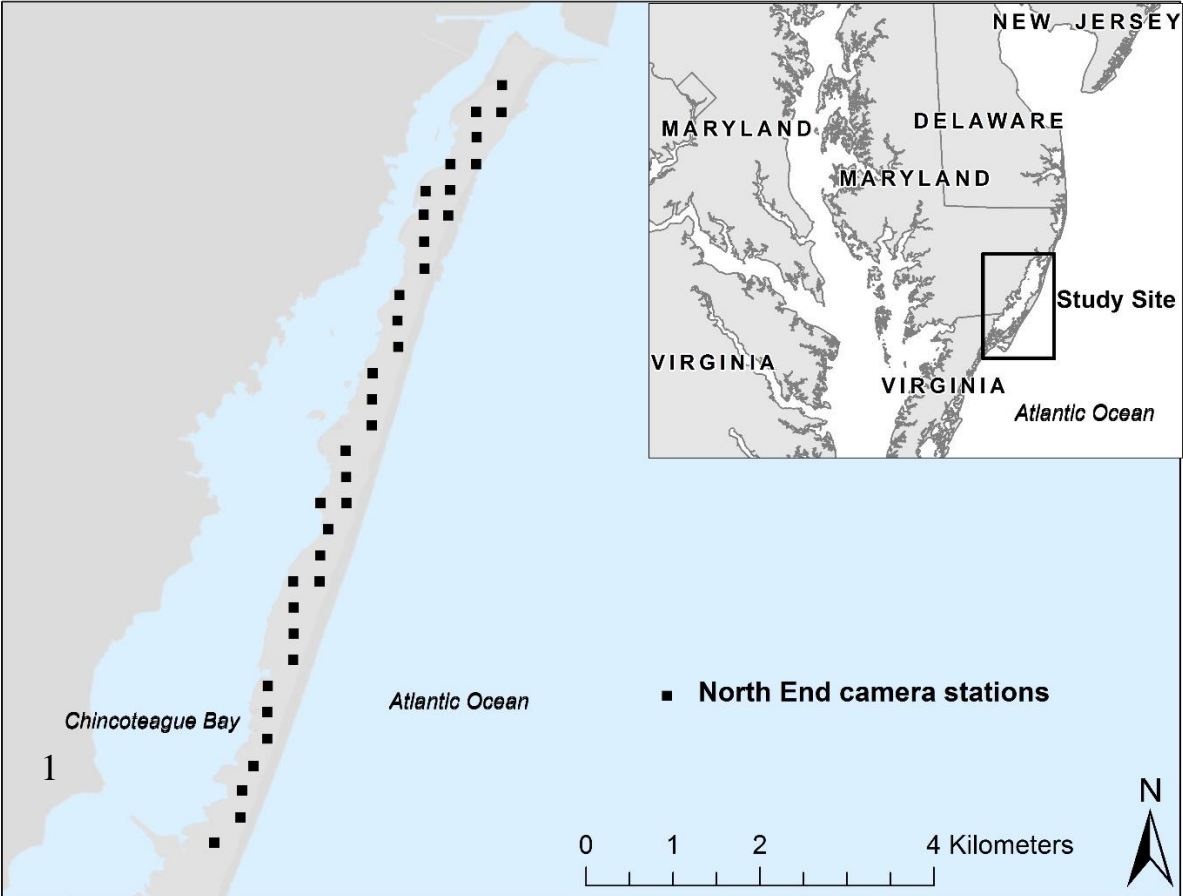 NEW JERSEY
MARYLAND
DELAWARE
MARYLAND
Study Site
VIRGINIA
VIRGINIA
Atlantic Ocean
North End camera stations
Atlantic Ocean
Chincoteague Bay
1
N
0 1 2 4 Kilometers